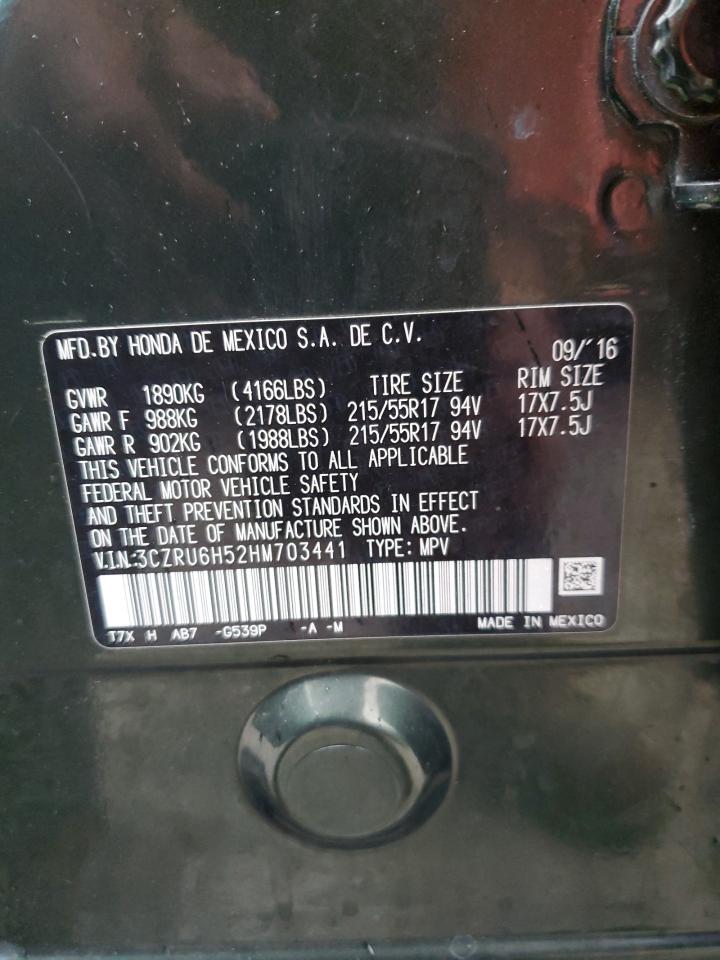 MFD.BY HONDA DE MEXICO S.A. DE C.V.
09/'16
GVWR 1890KG (4166LBS) TIRE SIZE RIM SIZE
GAWR F 988KG (2178LBS) 215/55R17 94V 17X7.5J
GAWR R 902KG (1988LBS) 215/55R17 94V 17X7.5J
THIS VEHICLE CONFORMS TO ALL APPLICABLE
FEDERAL MOTOR VEHICLE SAFETY
AND THEFT PREVENTION STANDARDS IN EFFECT
ON THE DATE OF MANUFACTURE SHOWN ABOVE.
V.I.N:3CZRU6H52HM703441 TYPE: MPV
T7X H AB7 -G539P -A -M MADE IN MEXICO